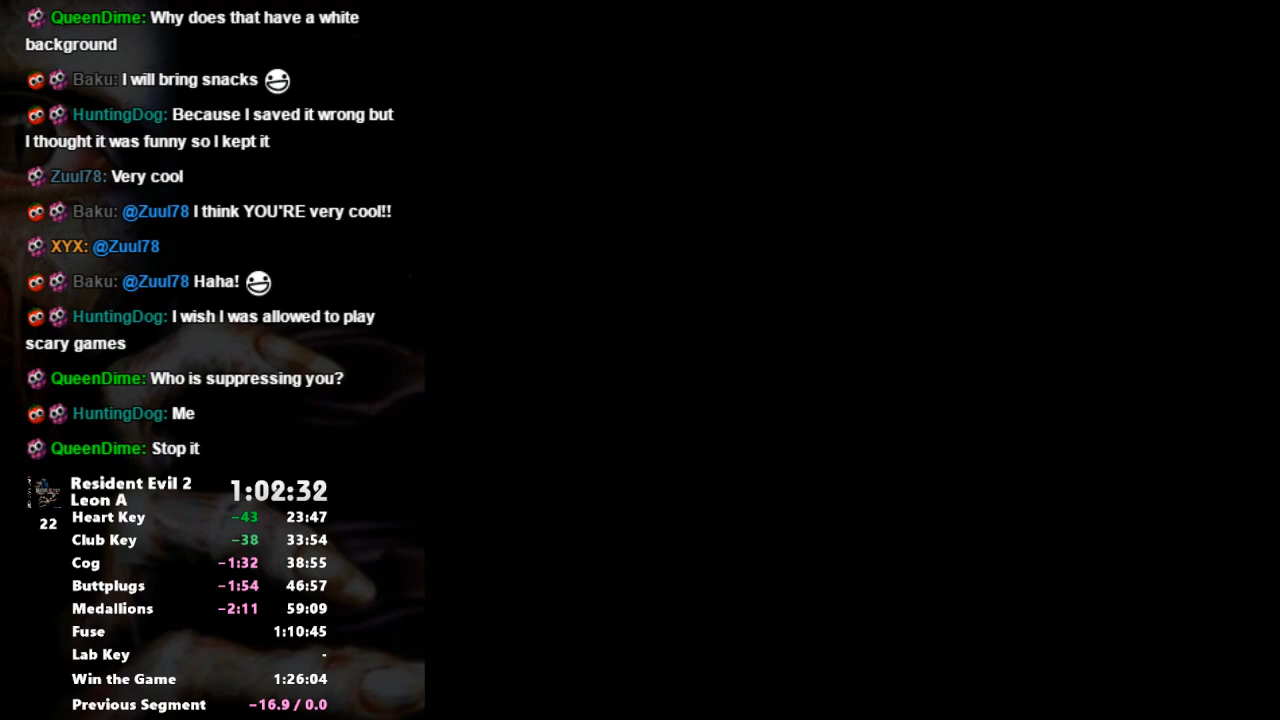 QueenDime: Why does that have a white
background
Baku: I will bring snacks
HuntingDog: Because I saved it wrong but
I thought it was funny so I kept it
Zuul78: Very cool
Baku: @Zuul78 I think YOU'RE very cool!!
XYX: @Zuul78
Baku: @Zuul78 Haha!
HuntingDog: I wish I was allowed to play
scary games
QueenDime: Who is suppressing you?
HuntingDog: Me
QueenDime: Stop it
Resident Evil 2
Leon A
1:02:32
22
Heart Key -43 23:47
Club Key -38 33:54
Cog -1:32 38:55
Buttplugs -1:54 46:57
Medallions -2:11 59:09
Fuse 1:10:45
Lab Key -
Win the Game 1:26:04
Previous Segment -16.9 / 0.0